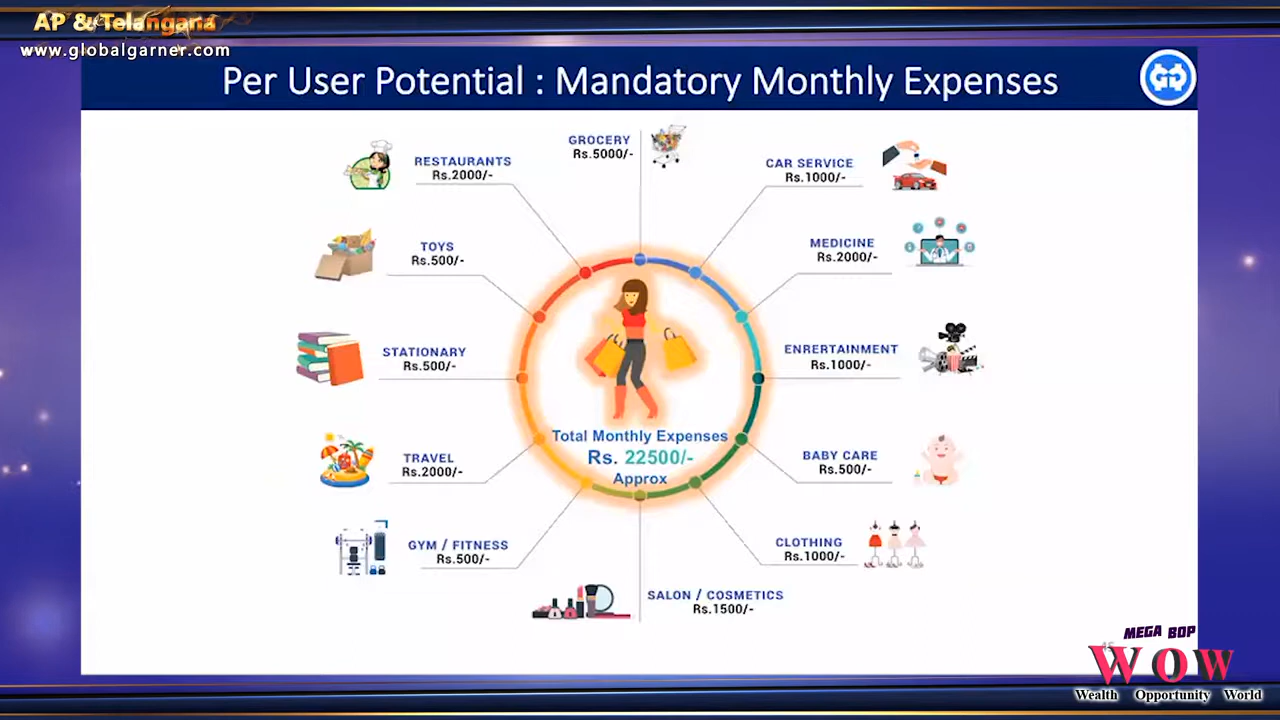 AP & Telangana
www.globalgarner.com
Per User Potential : Mandatory Monthly Expenses
GROCERY
Rs.5000/-
RESTAURANTS
Rs.2000/-
CAR SERVICE
Rs.1000/-
TOYS
Rs.500/-
MEDICINE
Rs.2000/-
STATIONARY
Rs.500/-
ENRERTAINMENT
Rs.1000/-
Total Monthly Expenses
Rs. 22500/-
Approx
TRAVEL
Rs.2000/-
BABY CARE
Rs.500/-
GYM / FITNESS
Rs.500/-
CLOTHING
Rs.1000/-
SALON / COSMETICS
Rs.1500/-
MEGA BOP
WOW
Wealth Opportunity World